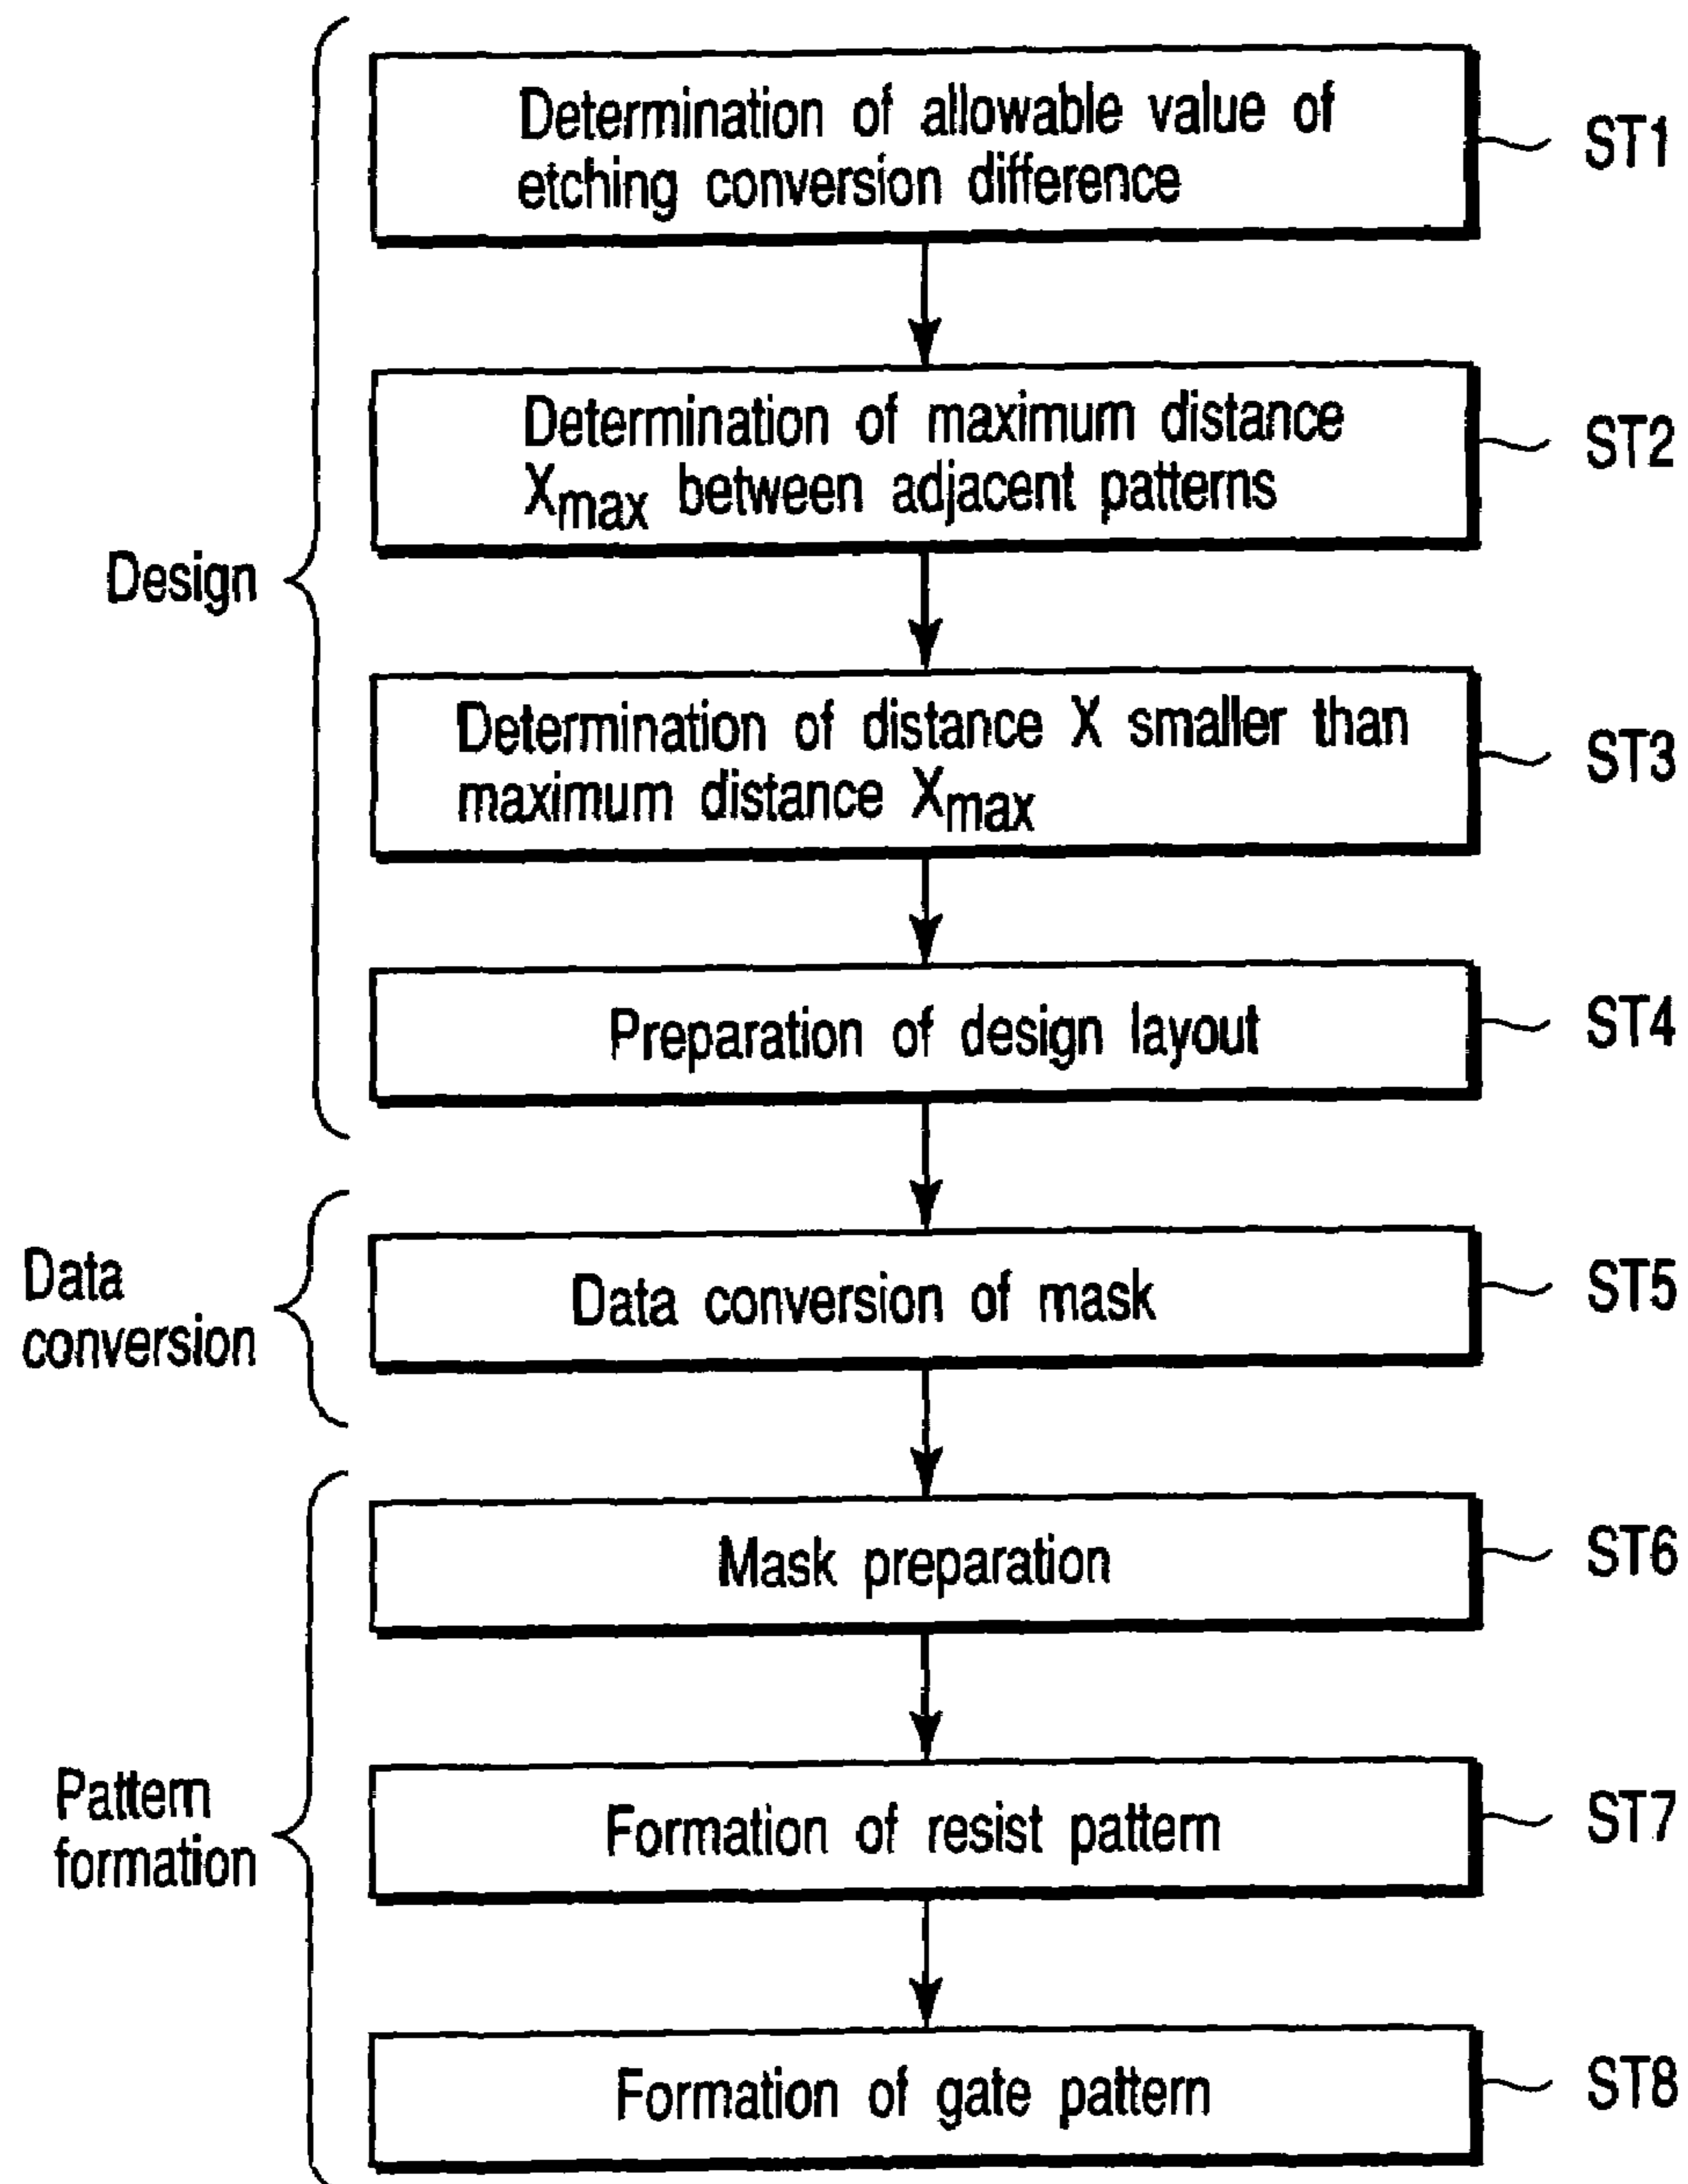 Determination of allowable value of
etching conversion difference
ST1
Determination of maximum distance
Xmax between adjacent patterns
ST2
Design
Determination of distance X smaller than
maximum distance Xmax
ST3
Preparation of design layout
ST4
Data
conversion
Data conversion of mask
ST5
Mask preparation
ST6
Pattern
formation
Formation of resist pattern
ST7
Formation of gate pattern
ST8